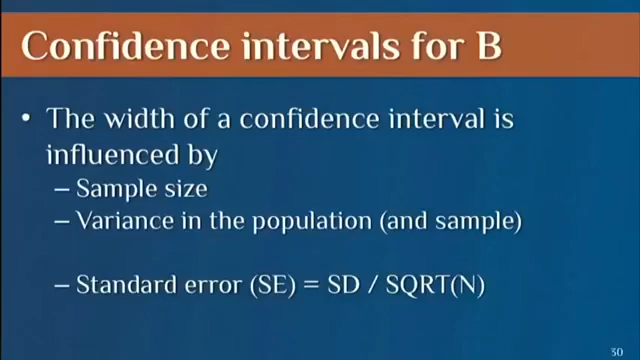 Confidence intervals for B
• The width of a confidence interval is
influenced by
– Sample size
– Variance in the population (and sample)
– Standard error (SE) = SD / SQRT(N)
30